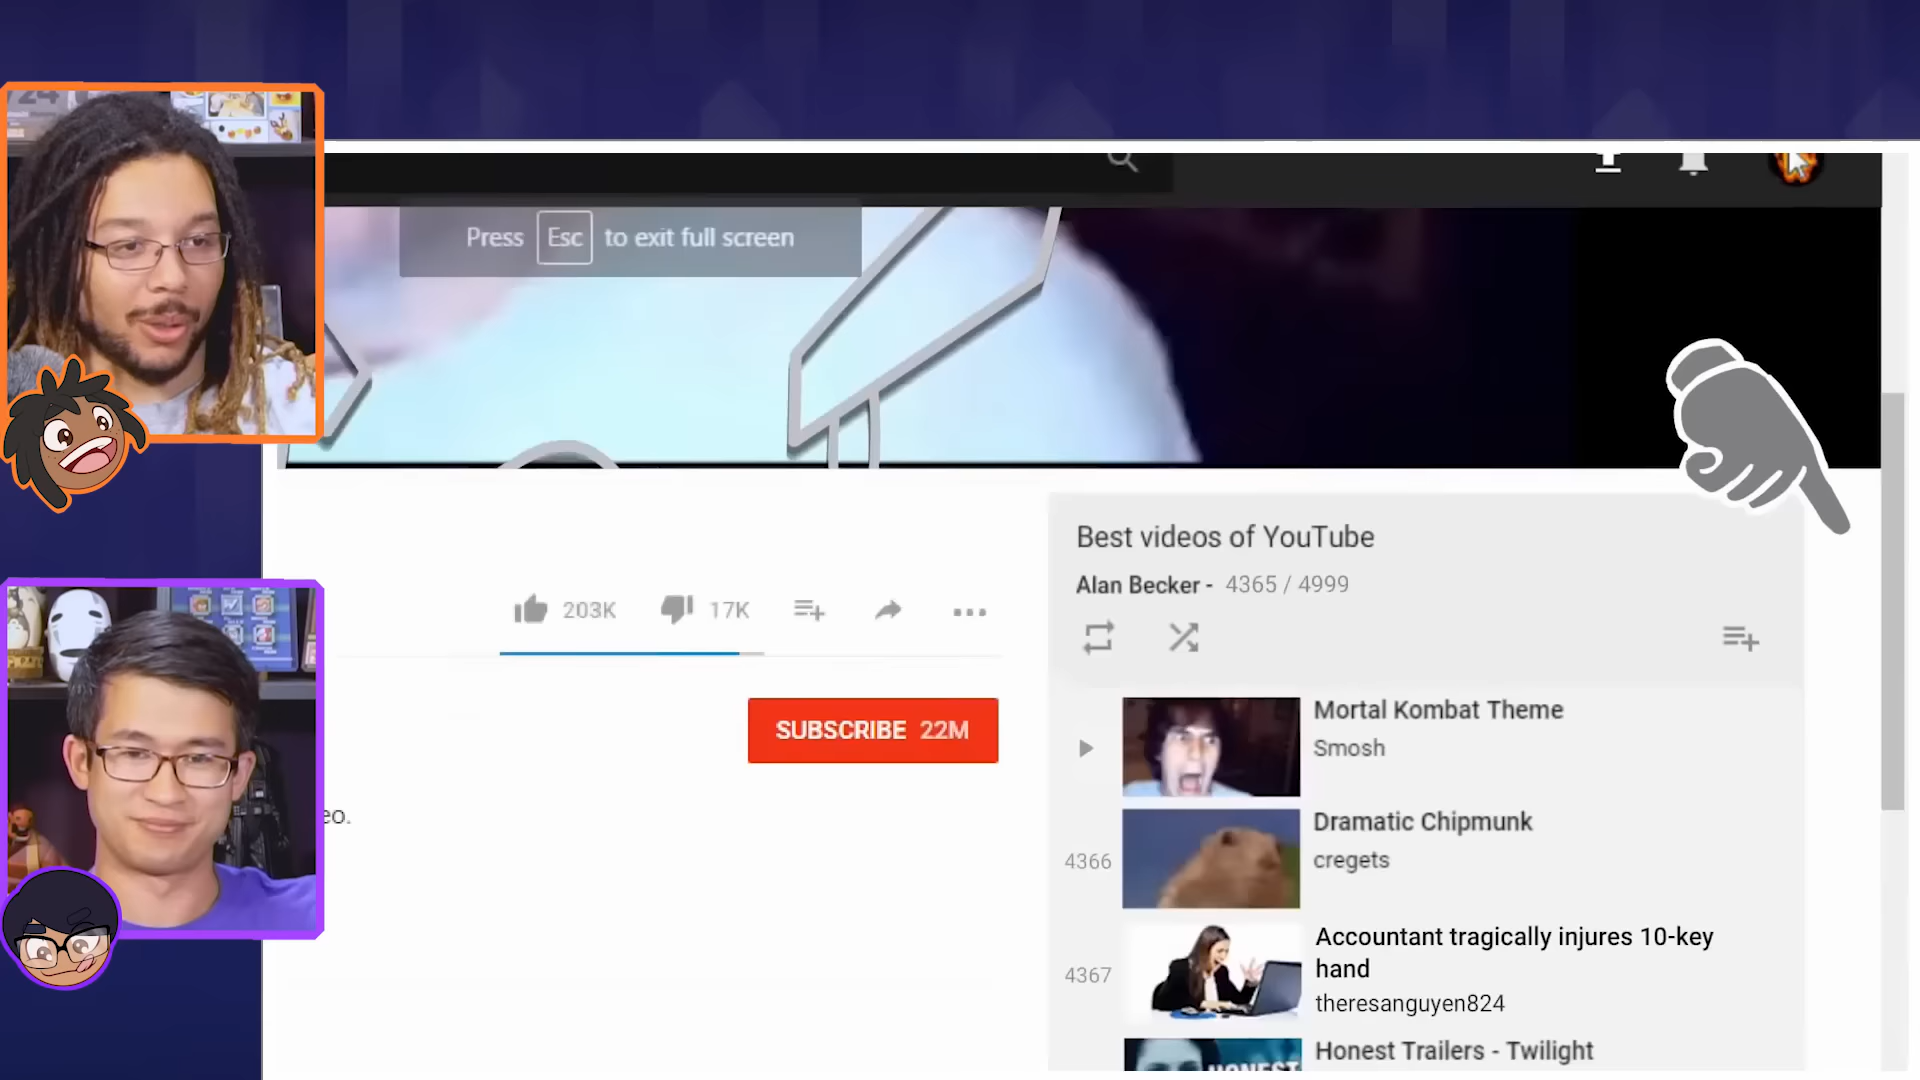 24
Press Esc to exit full screen
Best videos of YouTube
Alan Becker - 4365 / 4999
203K 17K
SUBSCRIBE 22M
eo.
Mortal Kombat Theme
Smosh
4366
Dramatic Chipmunk
cregets
4367
Accountant tragically injures 10-key
hand
theresanguyen824
Honest Trailers - Twilight
HONEST